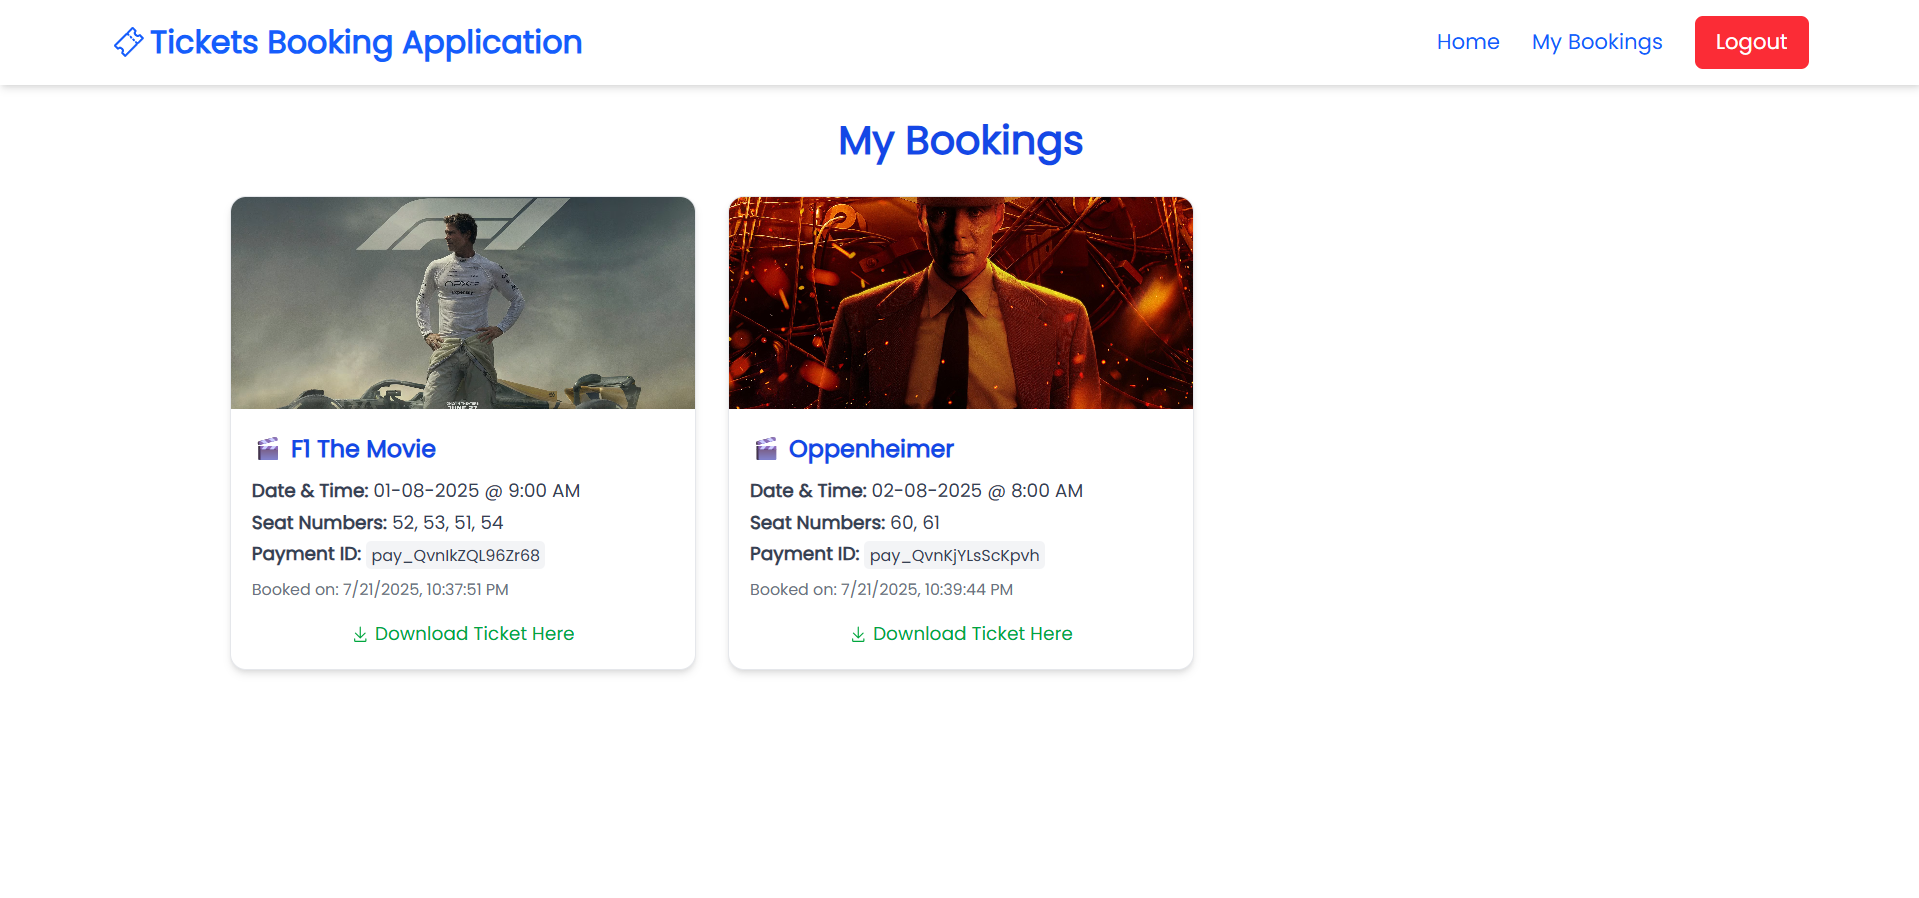 Tickets Booking Application
Home
My Bookings
Logout
My Bookings
F1 The Movie
Date & Time: 01-08-2025 @ 9:00 AM
Seat Numbers: 52, 53, 51, 54
Payment ID: pay_QvnIkZQL96Zr68
Booked on: 7/21/2025, 10:37:51 PM
Download Ticket Here
Oppenheimer
Date & Time: 02-08-2025 @ 8:00 AM
Seat Numbers: 60, 61
Payment ID: pay_QvnKjYLsScKpvh
Booked on: 7/21/2025, 10:39:44 PM
Download Ticket Here